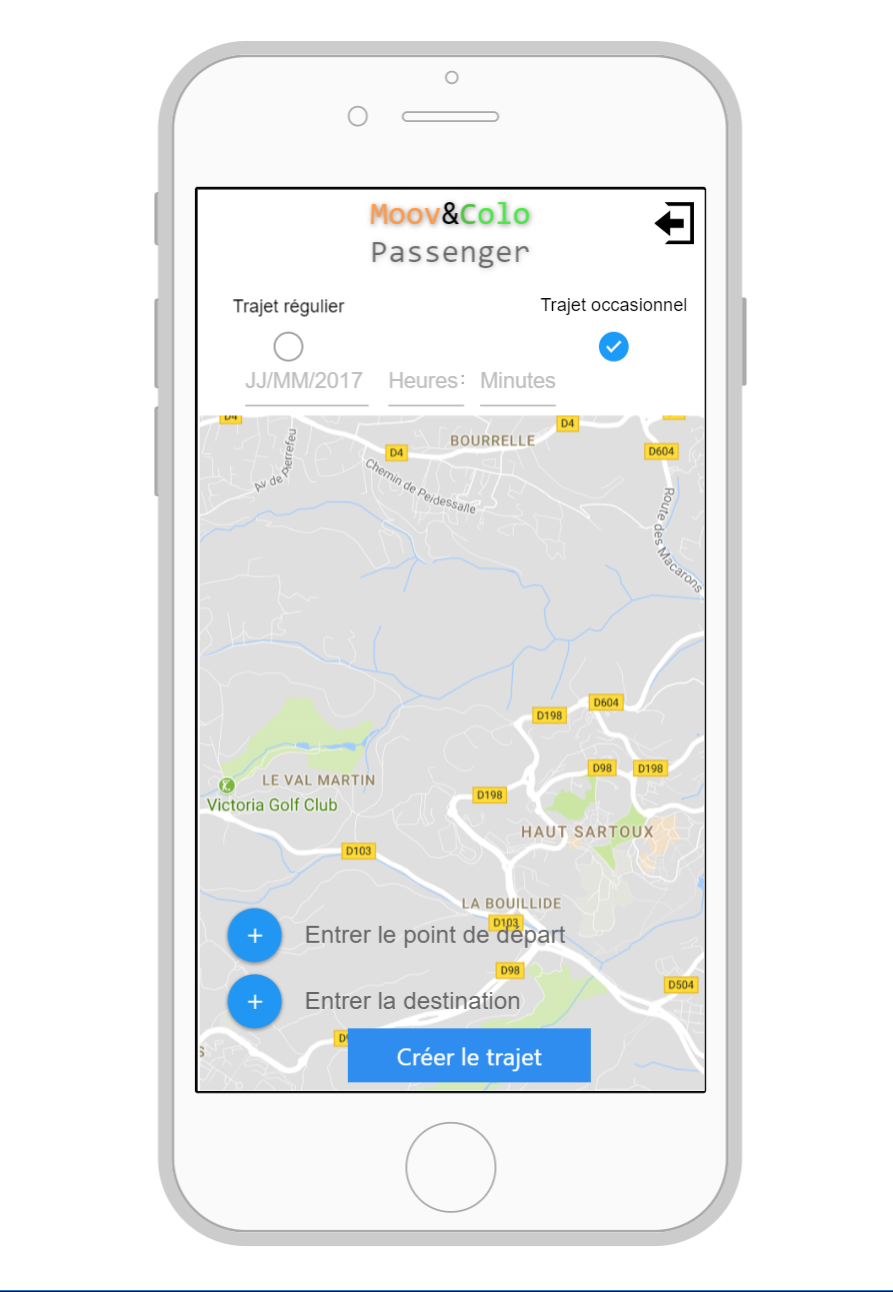 Moov&Colo
Passenger
Trajet régulier
Trajet occasionnel
JJ/MM/2017 Heures: Minutes
D4
D4
BOURRELLE
D4
D604
Av de Pierrefeu
Chemin de Peidessalle
Route des Macarons
D604
D198
D98
D198
LE VAL MARTIN
Victoria Golf Club
D198
HAUT SARTOUX
D103
LA BOUILLIDE
D103
+ Entrer le point de départ
D98
D504
+ Entrer la destination
Créer le trajet